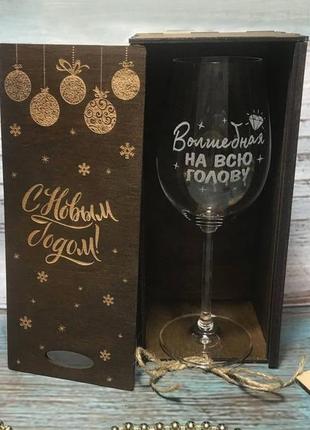 С Новым
Годом!
Волшебная
НА ВСЮ
ГОЛОВУ